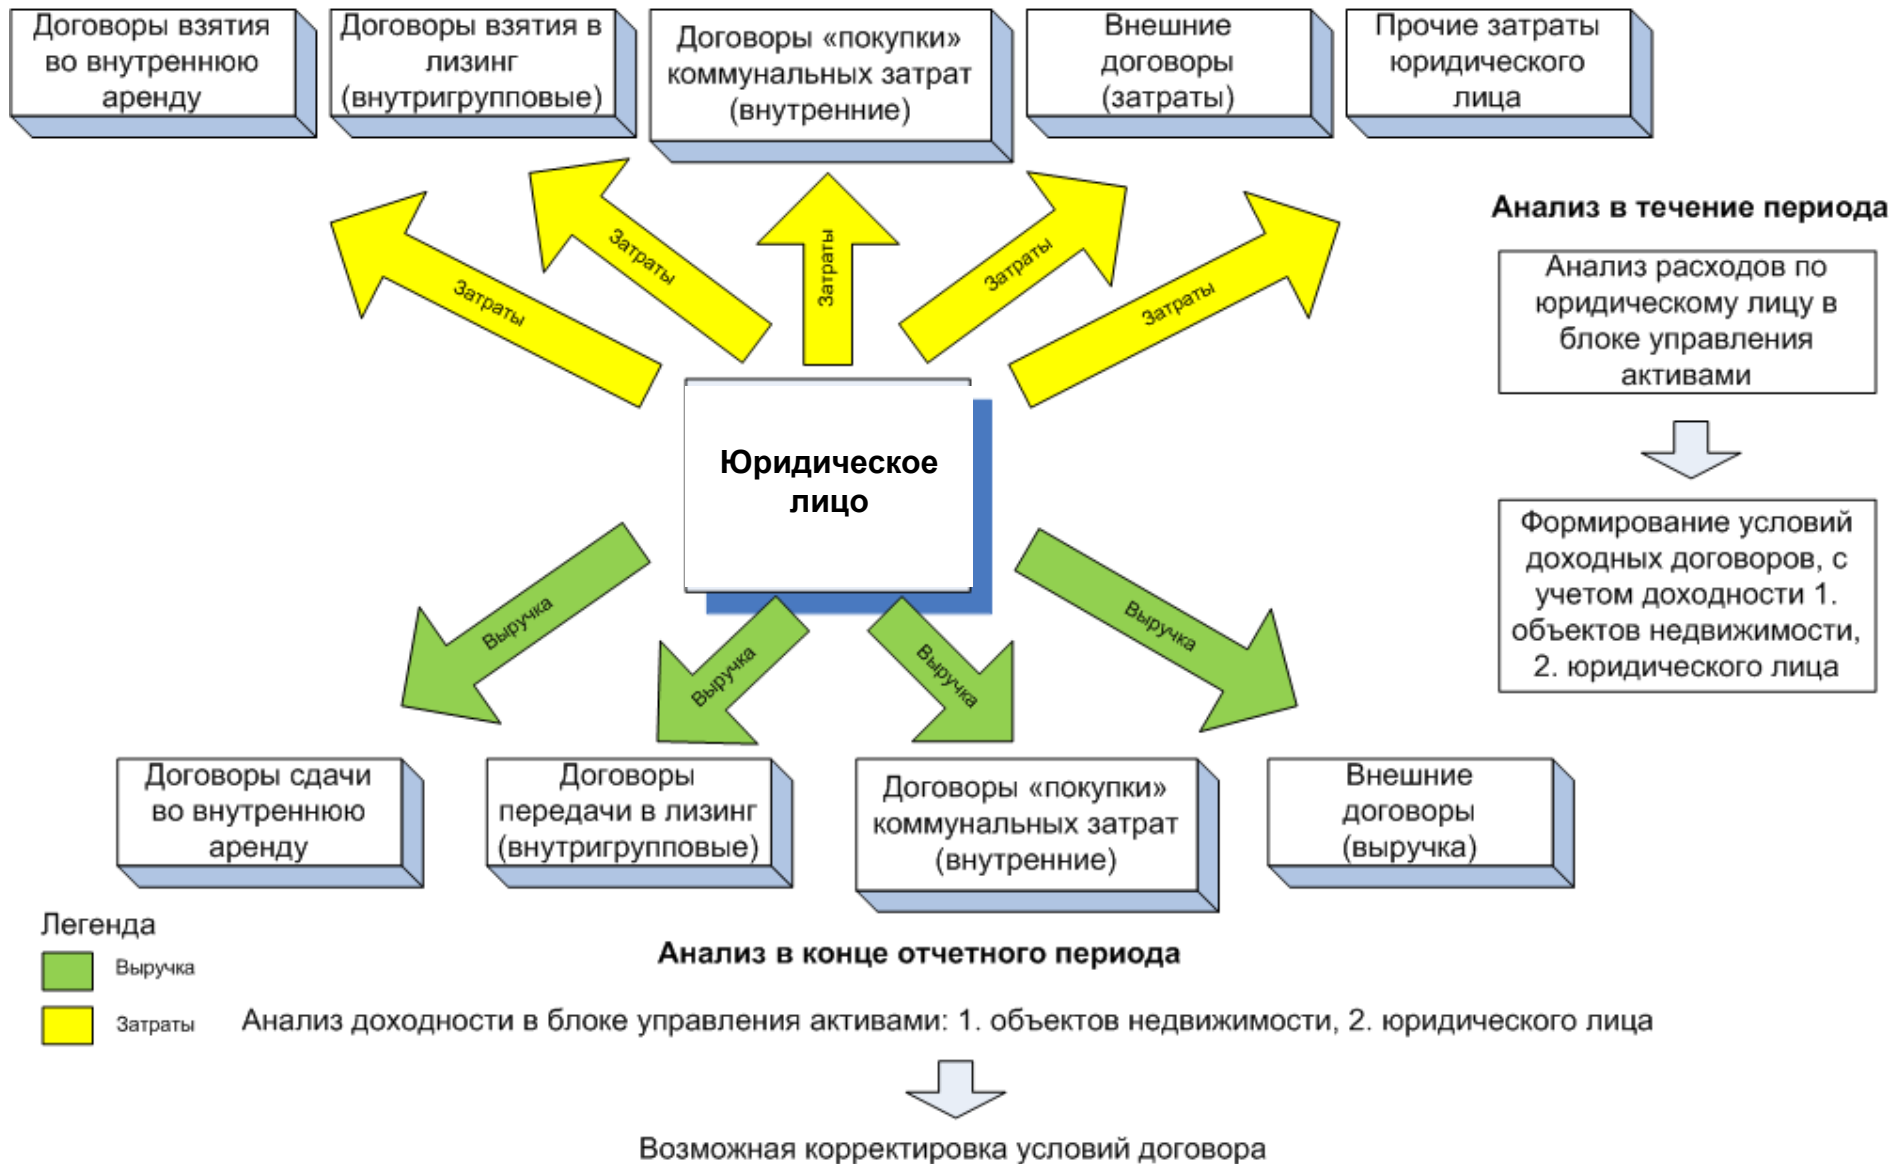 Договоры взятия
во внутреннюю
аренду
Договоры взятия в
лизинг
(внутригрупповые)
Договоры «покупки»
коммунальных затрат
(внутренние)
Внешние
договоры
(затраты)
Прочие затраты
юридического
лица
Затраты
Затраты
Затраты
Затраты
Затраты
Анализ в течение периода
Анализ расходов по
юридическому лицу в
блоке управления
активами
Формирование условий
доходных договоров, с
учетом доходности 1.
объектов недвижимости,
2. юридического лица
Юридическое
лицо
Выручка
Выручка
Выручка
Выручка
Договоры сдачи
во внутреннюю
аренду
Договоры
передачи в лизинг
(внутригрупповые)
Договоры «покупки»
коммунальных затрат
(внутренние)
Внешние
договоры
(выручка)
Легенда
Выручка
Затраты
Анализ в конце отчетного периода
Анализ доходности в блоке управления активами: 1. объектов недвижимости, 2. юридического лица
Возможная корректировка условий договора